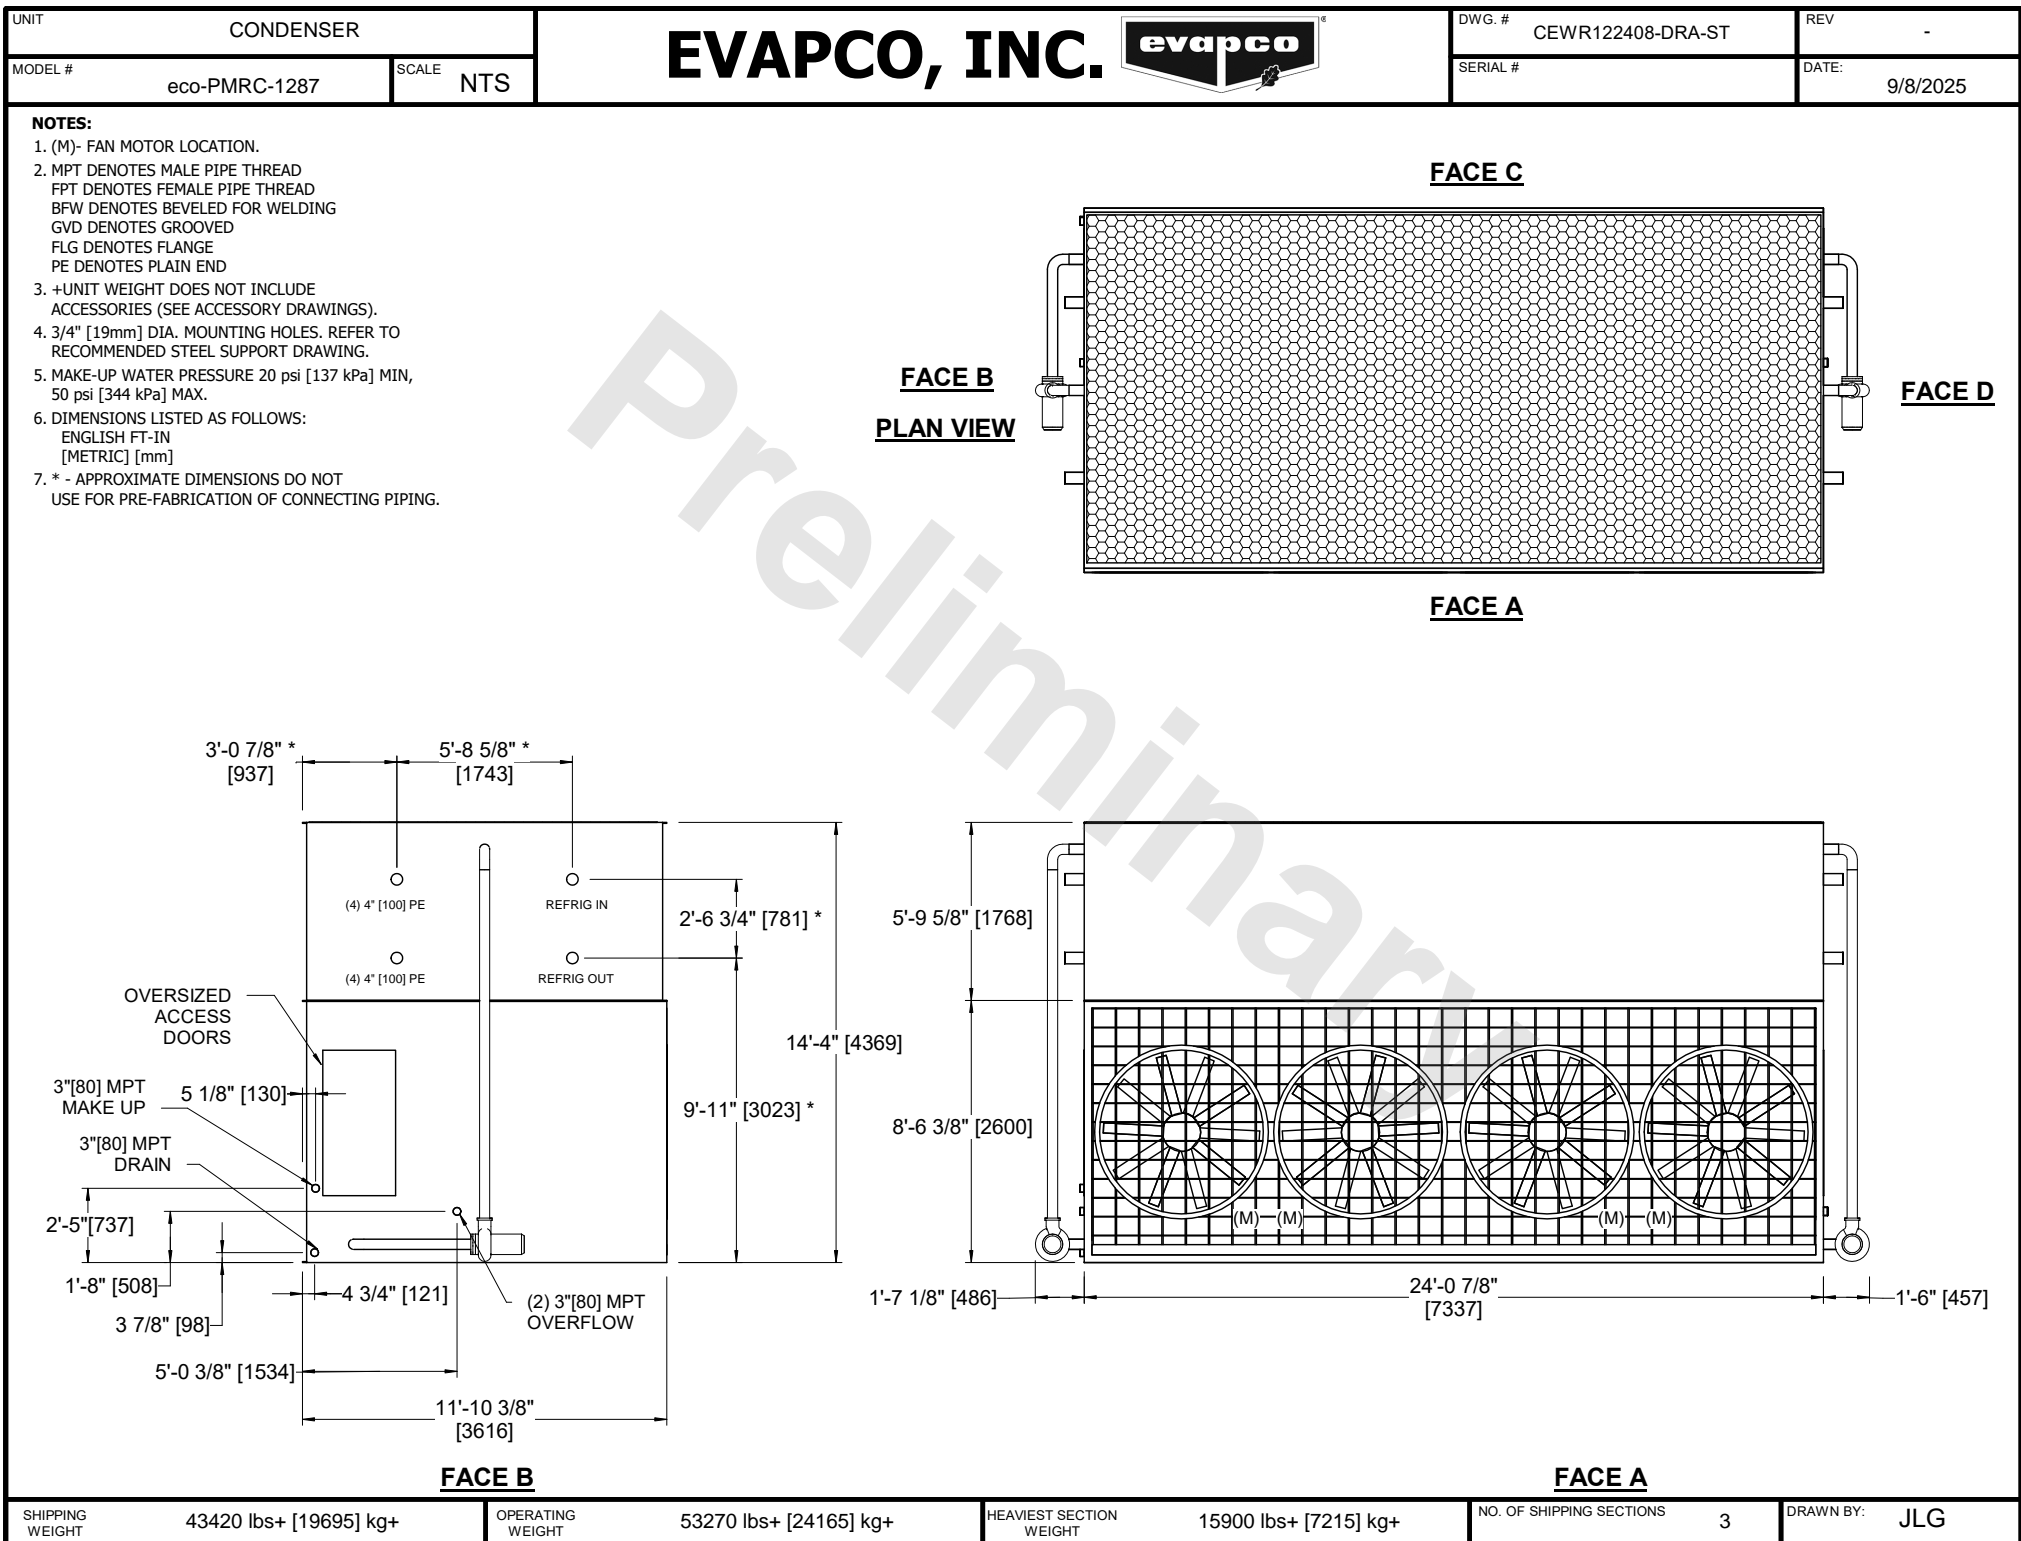 UNIT
CONDENSER
MODEL #
eco-PMRC-1287
SCALE
NTS
EVAPCO, INC.
evapco
®
DWG. #
CEWR122408-DRA-ST
REV
-
SERIAL #
DATE:
9/8/2025
NOTES:
1. (M)- FAN MOTOR LOCATION.
2. MPT DENOTES MALE PIPE THREAD
FPT DENOTES FEMALE PIPE THREAD
BFW DENOTES BEVELED FOR WELDING
GVD DENOTES GROOVED
FLG DENOTES FLANGE
PE DENOTES PLAIN END
3. +UNIT WEIGHT DOES NOT INCLUDE
ACCESSORIES (SEE ACCESSORY DRAWINGS).
4. 3/4" [19mm] DIA. MOUNTING HOLES. REFER TO
RECOMMENDED STEEL SUPPORT DRAWING.
5. MAKE-UP WATER PRESSURE 20 psi [137 kPa] MIN,
50 psi [344 kPa] MAX.
6. DIMENSIONS LISTED AS FOLLOWS:
ENGLISH FT-IN
[METRIC] [mm]
7. * - APPROXIMATE DIMENSIONS DO NOT
USE FOR PRE-FABRICATION OF CONNECTING PIPING.
FACE C
FACE B
PLAN VIEW
FACE D
FACE A
Preliminary
3'-0 7/8" *
[937]
5'-8 5/8" *
[1743]
(4) 4" [100] PE
REFRIG IN
(4) 4" [100] PE
REFRIG OUT
2'-6 3/4" [781] *
14'-4" [4369]
9'-11" [3023] *
OVERSIZED
ACCESS
DOORS
3"[80] MPT
MAKE UP
5 1/8" [130]
3"[80] MPT
DRAIN
2'-5"[737]
1'-8" [508]
3 7/8" [98]
4 3/4" [121]
(2) 3"[80] MPT
OVERFLOW
5'-0 3/8" [1534]
11'-10 3/8"
[3616]
FACE B
5'-9 5/8" [1768]
8'-6 3/8" [2600]
(M) (M) (M) (M)
1'-7 1/8" [486]
24'-0 7/8"
[7337]
1'-6" [457]
FACE A
SHIPPING
WEIGHT
43420 lbs+ [19695] kg+
OPERATING
WEIGHT
53270 lbs+ [24165] kg+
HEAVIEST SECTION
WEIGHT
15900 lbs+ [7215] kg+
NO. OF SHIPPING SECTIONS
3
DRAWN BY:
JLG